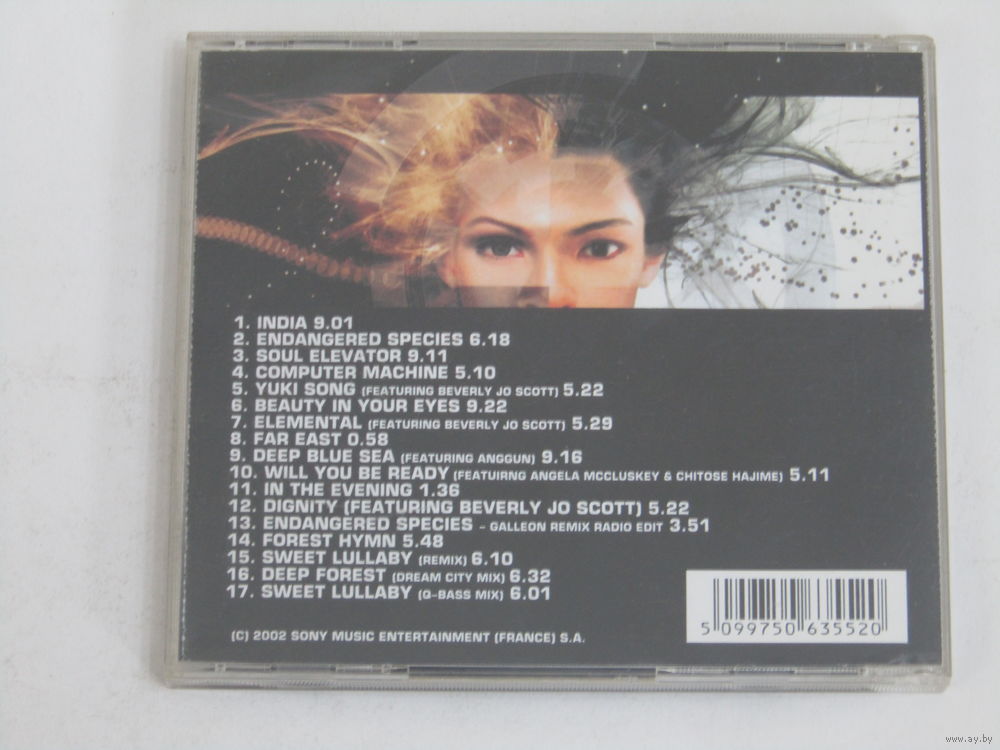 1. INDIA 9.01
2. ENDANGERED SPECIES 6.18
3. SOUL ELEVATOR 9.11
4. COMPUTER MACHINE 5.10
5. YUKI SONG (FEATURING BEVERLY JO SCOTT) 5.22
6. BEAUTY IN YOUR EYES 9.22
7. ELEMENTAL (FEATURING BEVERLY JO SCOTT) 5.29
8. FAR EAST 0.58
9. DEEP BLUE SEA (FEATURING ANGGUN) 9.16
10. WILL YOU BE READY (FEATUIRNG ANGELA MCCLUSKEY & CHITOSE HAJIME) 5.11
11. IN THE EVENING 1.36
12. DIGNITY (FEATURING BEVERLY JO SCOTT) 5.22
13. ENDANGERED SPECIES - GALLEON REMIX RADIO EDIT 3.51
14. FOREST HYMN 5.48
15. SWEET LULLABY (REMIX) 6.10
16. DEEP FOREST (DREAM CITY MIX) 6.32
17. SWEET LULLABY (Q-BASS MIX) 6.01
5 099750 635520
(C) 2002 SONY MUSIC ENTERTAINMENT (FRANCE) S.A.
www.ay.by